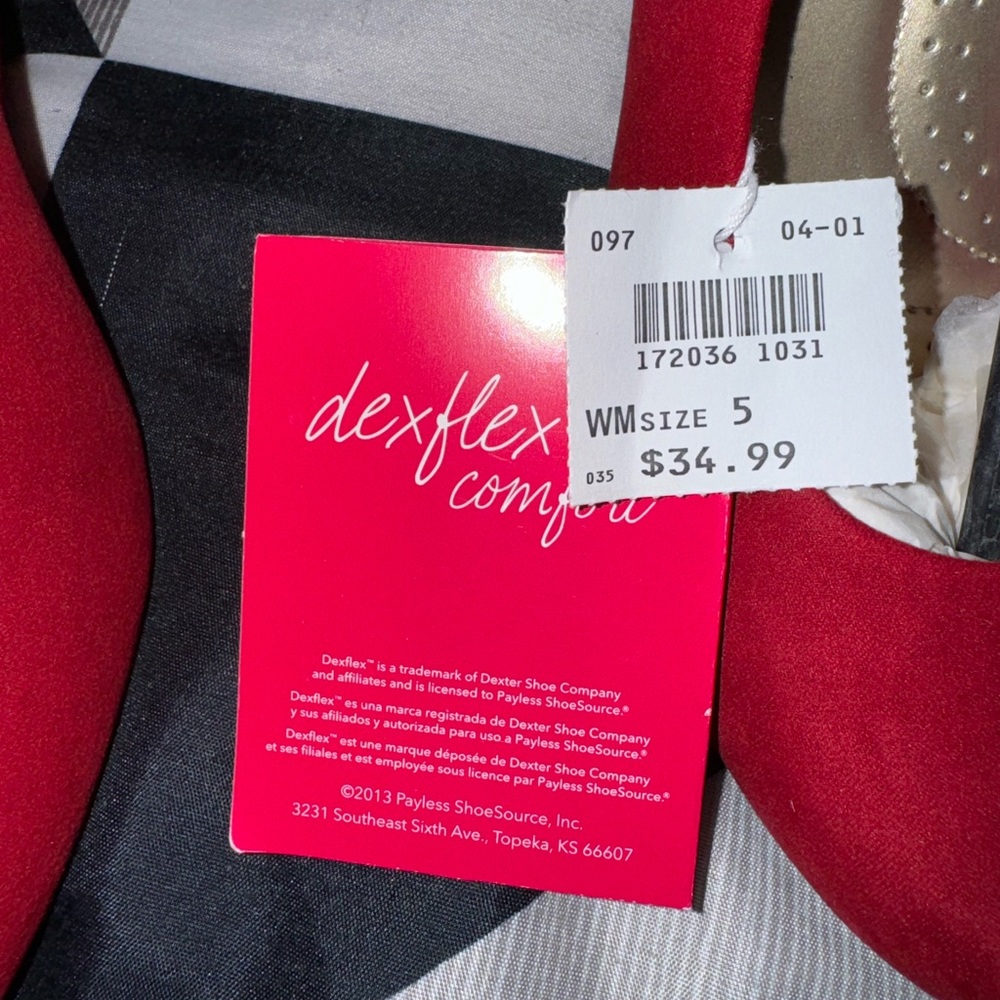 097 04-01
172036 1031
WM SIZE 5
035 $34.99
dexflex
comfort
Dexflex™ is a trademark of Dexter Shoe Company
and affiliates and is licensed to Payless ShoeSource.®
Dexflex™ es una marca registrada de Dexter Shoe Company
y sus afiliados y autorizada para uso a Payless ShoeSource.®
Dexflex™ est une marque déposée de Dexter Shoe Company
et ses filiales et est employée sous licence par Payless ShoeSource.®
©2013 Payless ShoeSource, Inc.
3231 Southeast Sixth Ave., Topeka, KS 66607